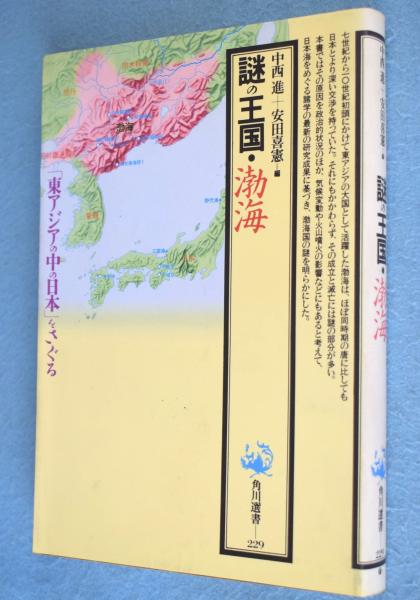 中西 進＋安田喜憲＝編
謎の王国・渤海
「東アジアの中の日本」をさぐる
渤海
七世紀から一〇世紀初頭にかけて東アジアの大国として活躍した渤海は、ほぼ同時期の唐に比しても
日本とより深い交渉を持っていた。それにもかかわらず、その成立と滅亡には謎の部分が多い。
本書ではその原因を政治的状況のほか、気候変動や火山噴火の影響などにもあると考えて、
日本海をめぐる諸学の最新の研究成果に基づき、渤海国の謎を明らかにした。
角川選書—229
中西 進＋安田喜憲・編
謎の王国・渤海
角川選書
229